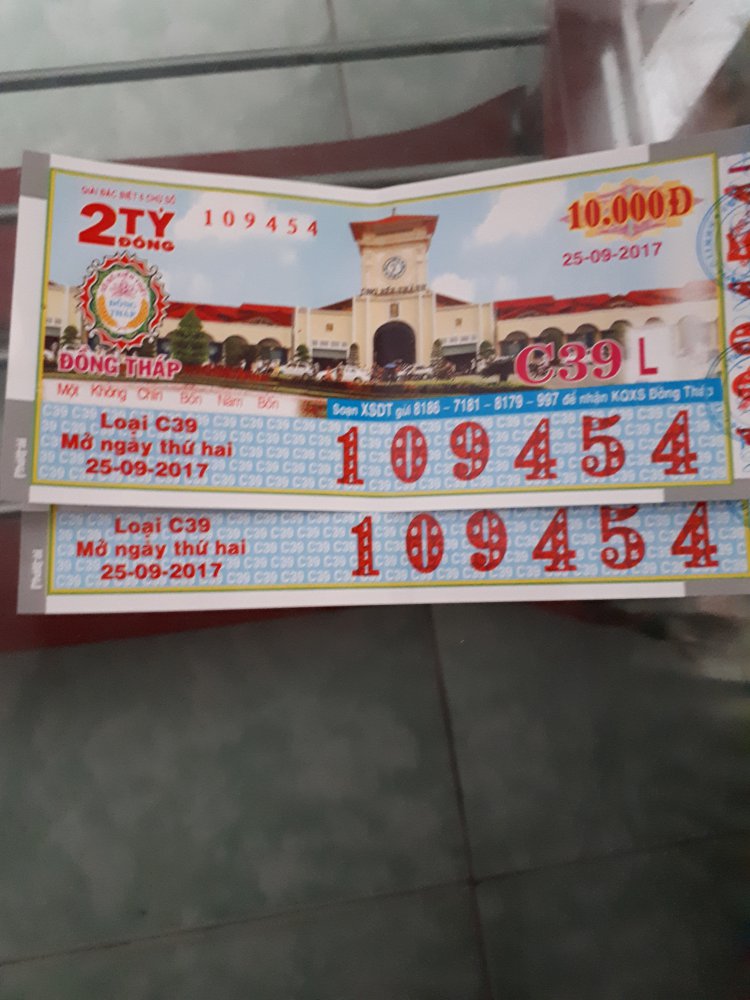 GIẢI ĐẶC BIỆT 6 CHỮ SỐ
2 TỶ ĐỒNG
109454
10.000Đ
25-09-2017
ĐỒNG THÁP
ĐỒNG THÁP
C39 L
Một Không Chín Bốn Năm Bốn
Soạn XSDT gửi 8186 - 7181 - 8179 - 997 để nhận KQXS Đồng Tháp
Loại C39
Mở ngày thứ hai
25-09-2017
109454
Loại C39
Mở ngày thứ hai
25-09-2017
109454